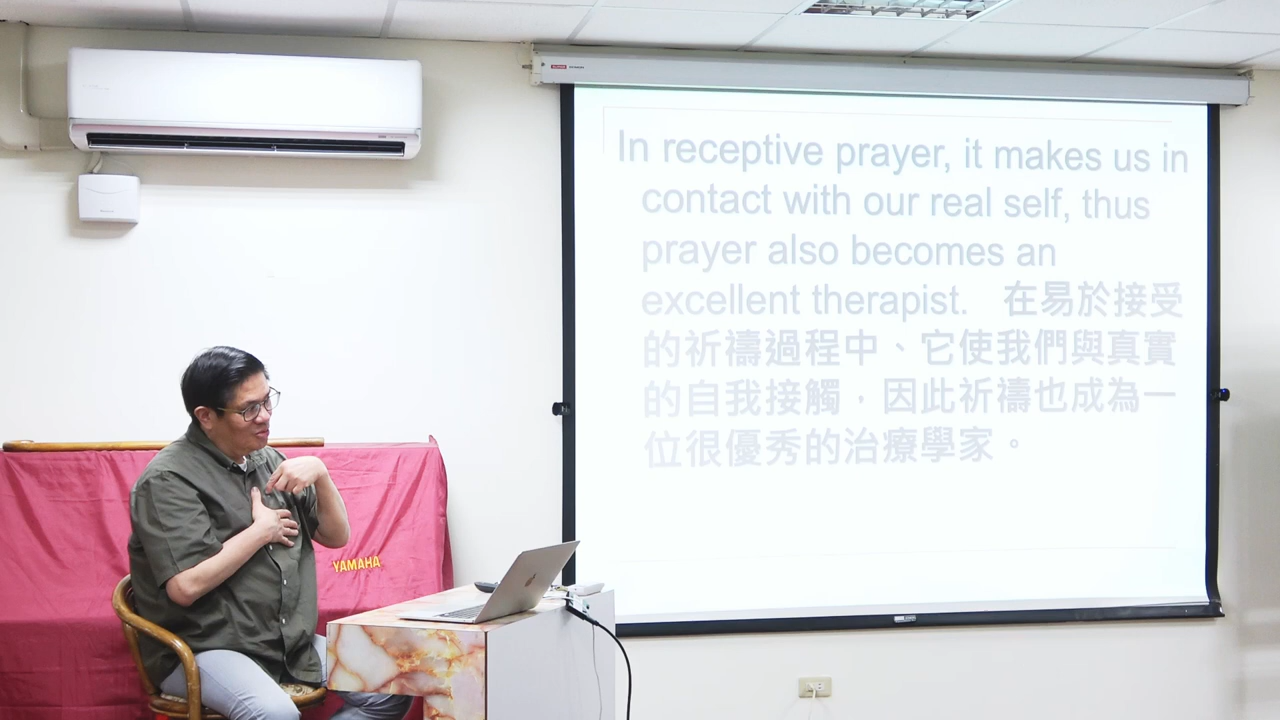 In receptive prayer, it makes us in
contact with our real self, thus
prayer also becomes an
excellent therapist. 在易於接受
的祈禱過程中、它使我們與真實
的自我接觸，因此祈禱也成為一
位很優秀的治療學家。
YAMAHA